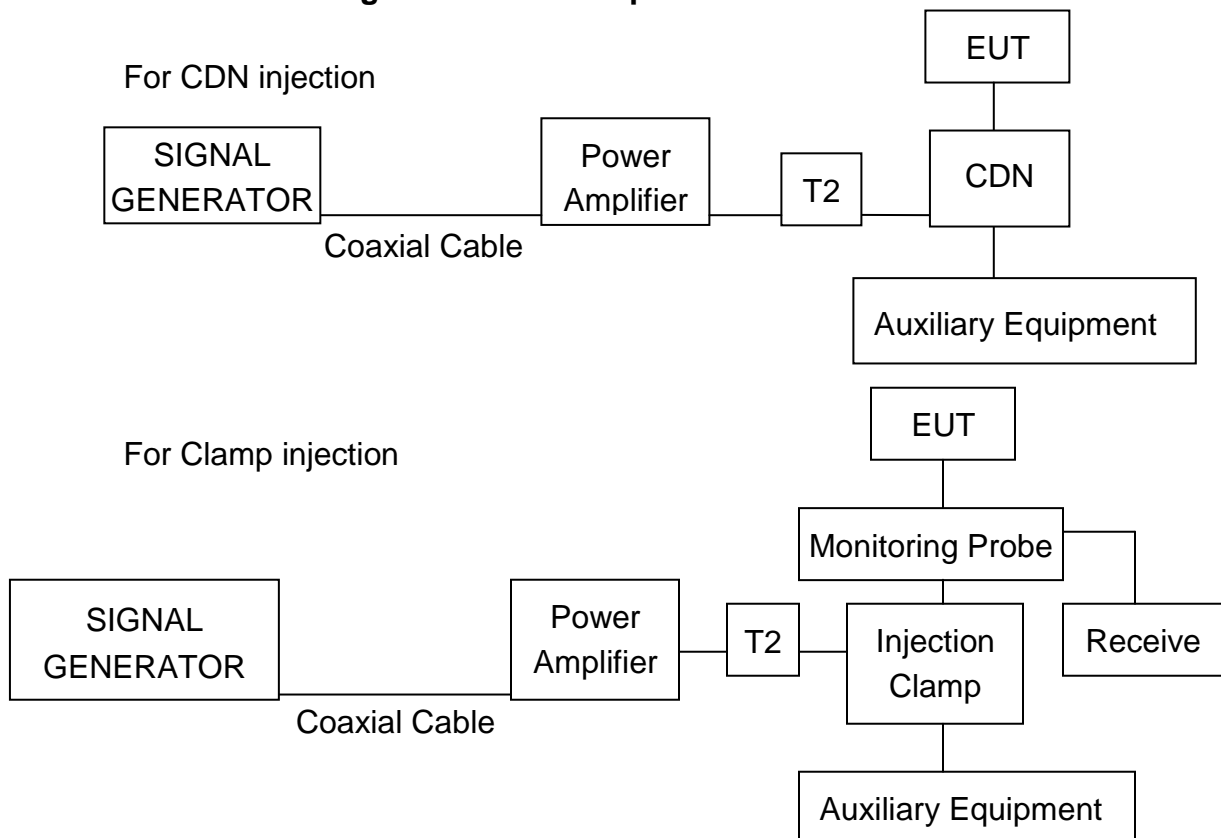 EUT
For CDN injection
SIGNAL
GENERATOR
Power
Amplifier
T2
CDN
Coaxial Cable
Auxiliary Equipment
EUT
For Clamp injection
Monitoring Probe
SIGNAL
GENERATOR
Power
Amplifier
T2
Injection
Clamp
Receive
Coaxial Cable
Auxiliary Equipment